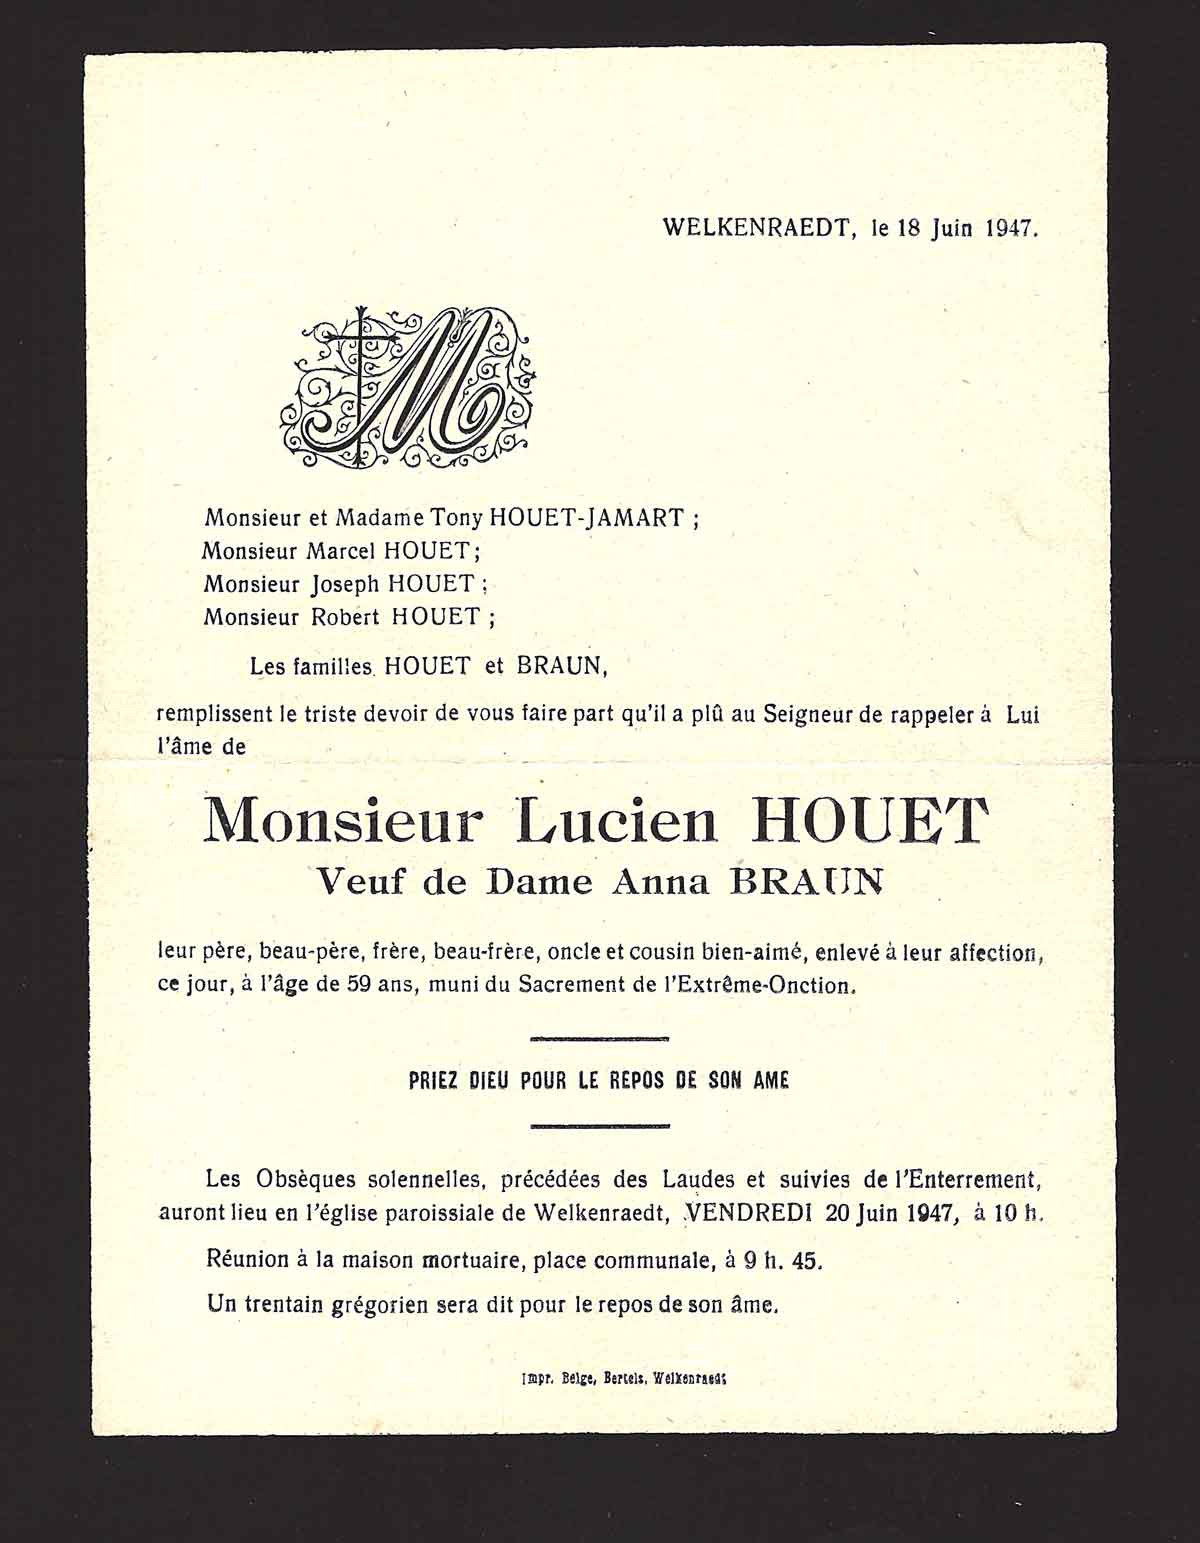 WELKENRAEDT, le 18 Juin 1947.
M
Monsieur et Madame Tony HOUET-JAMART ;
Monsieur Marcel HOUET ;
Monsieur Joseph HOUET ;
Monsieur Robert HOUET ;
Les familles HOUET et BRAUN,
remplissent le triste devoir de vous faire part qu'il a plû au Seigneur de rappeler à Lui
l'âme de
Monsieur Lucien HOUET
Veuf de Dame Anna BRAUN
leur père, beau-père, frère, beau-frère, oncle et cousin bien-aimé, enlevé à leur affection,
ce jour, à l'âge de 59 ans, muni du Sacrement de l'Extrême-Onction.
PRIEZ DIEU POUR LE REPOS DE SON AME
Les Obsèques solennelles, précédées des Laudes et suivies de l'Enterrement,
auront lieu en l'église paroissiale de Welkenraedt, VENDREDI 20 Juin 1947, à 10 h.
Réunion à la maison mortuaire, place communale, à 9 h. 45.
Un trentain grégorien sera dit pour le repos de son âme.
Impr. Belge, Bertels, Welkenraedt